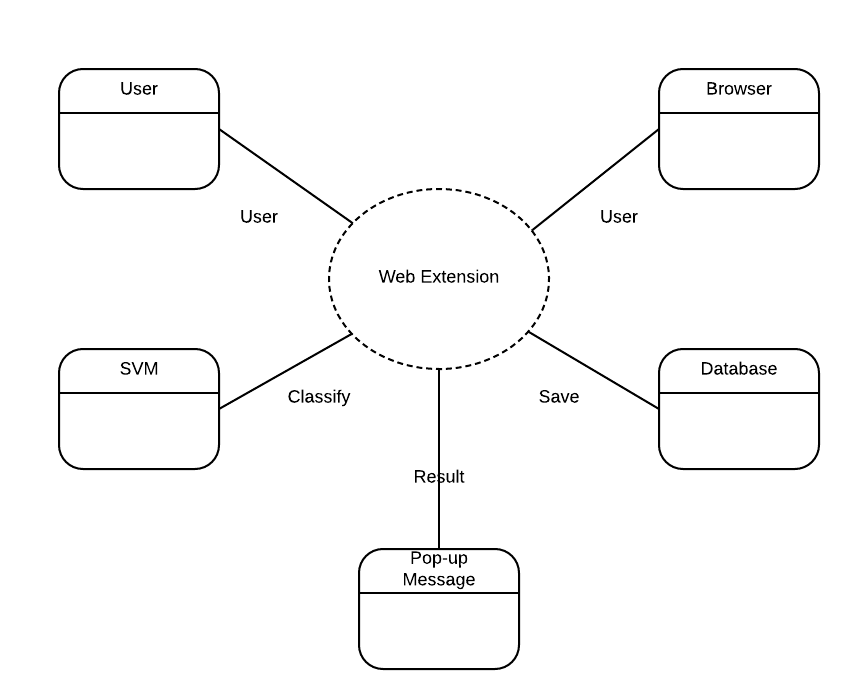 User
Browser
User
User
Web Extension
SVM
Database
Classify
Save
Result
Pop-up
Message